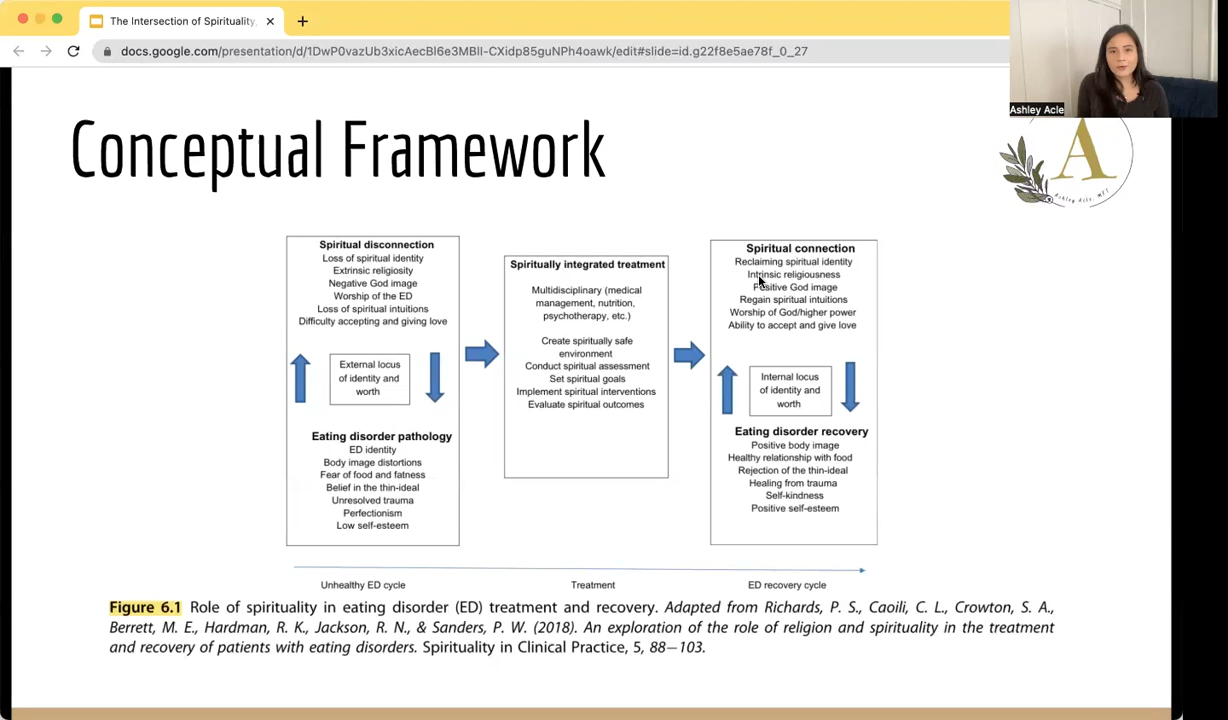 The Intersection of Spirituality,
docs.google.com/presentation/d/1DwP0vazUb3xicAecBl6e3MBlI-CXidp85guNPh4oawk/edit#slide=id.g22f8e5ae78f_0_27
Ashley Acle
Conceptual Framework
A
Ashley Acle, MFT
Spiritual disconnection
Loss of spiritual identity
Extrinsic religiosity
Negative God image
Worship of the ED
Loss of spiritual intuitions
Difficulty accepting and giving love
External locus
of identity and
worth
Eating disorder pathology
ED identity
Body image distortions
Fear of food and fatness
Belief in the thin-ideal
Unresolved trauma
Perfectionism
Low self-esteem
Spiritually integrated treatment
Multidisciplinary (medical
management, nutrition,
psychotherapy, etc.)
Create spiritually safe
environment
Conduct spiritual assessment
Set spiritual goals
Implement spiritual interventions
Evaluate spiritual outcomes
Spiritual connection
Reclaiming spiritual identity
Intrinsic religiousness
Positive God image
Regain spiritual intuitions
Worship of God/higher power
Ability to accept and give love
Internal locus
of identity and
worth
Eating disorder recovery
Positive body image
Healthy relationship with food
Rejection of the thin-ideal
Healing from trauma
Self-kindness
Positive self-esteem
Unhealthy ED cycle
Treatment
ED recovery cycle
Figure 6.1 Role of spirituality in eating disorder (ED) treatment and recovery. Adapted from Richards, P. S., Caoili, C. L., Crowton, S. A.,
Berrett, M. E., Hardman, R. K., Jackson, R. N., & Sanders, P. W. (2018). An exploration of the role of religion and spirituality in the treatment
and recovery of patients with eating disorders. Spirituality in Clinical Practice, 5, 88–103.